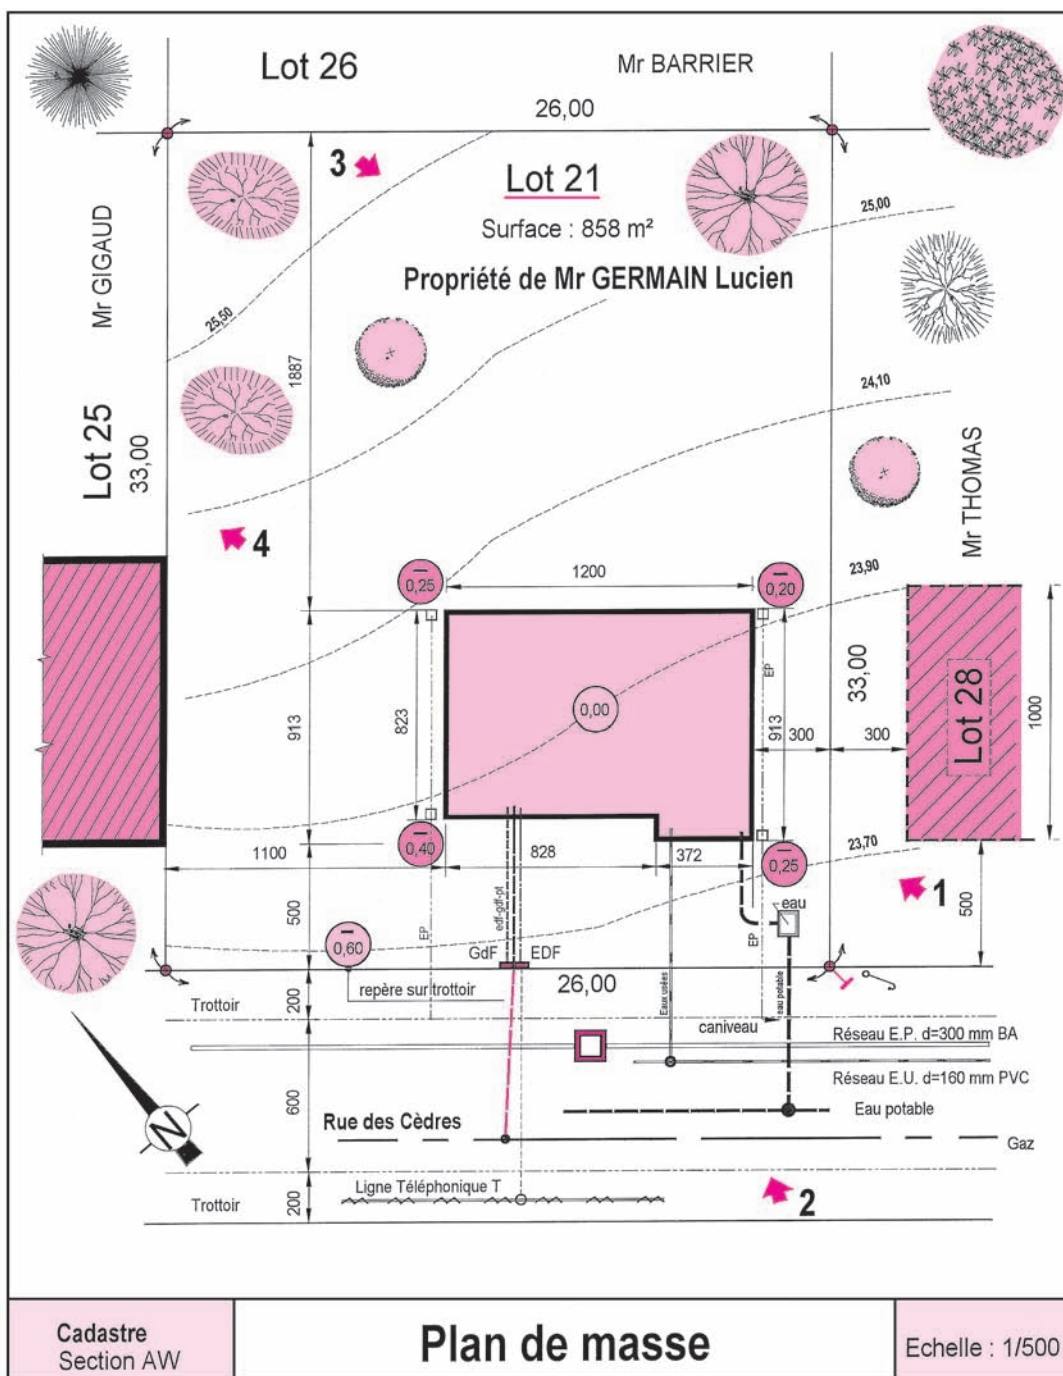 Lot 26
Mr BARRIER
26,00
3
Lot 21
Surface : 858 m²
Propriété de Mr GERMAIN Lucien
25,00
Mr GIGAUD
25,50
1887
24,10
Lot 25
33,00
Mr THOMAS
4
23,90
0,25
1200
0,20
EP
33,00
913
823
0,00
913
300
300
Lot 28
1000
0,40
1100
828
372
0,25
23,70
1
500
edf-gdf-pt
EP
eau
EP
500
0,60
GdF
EDF
repère sur trottoir
26,00
Eaux usées
eau potable
Trottoir
200
caniveau
Réseau E.P. d=300 mm BA
Réseau E.U. d=160 mm PVC
600
Rue des Cèdres
Eau potable
Gaz
N
Ligne Téléphonique T
2
Trottoir
200
Cadastre
Section AW
Plan de masse
Echelle : 1/500